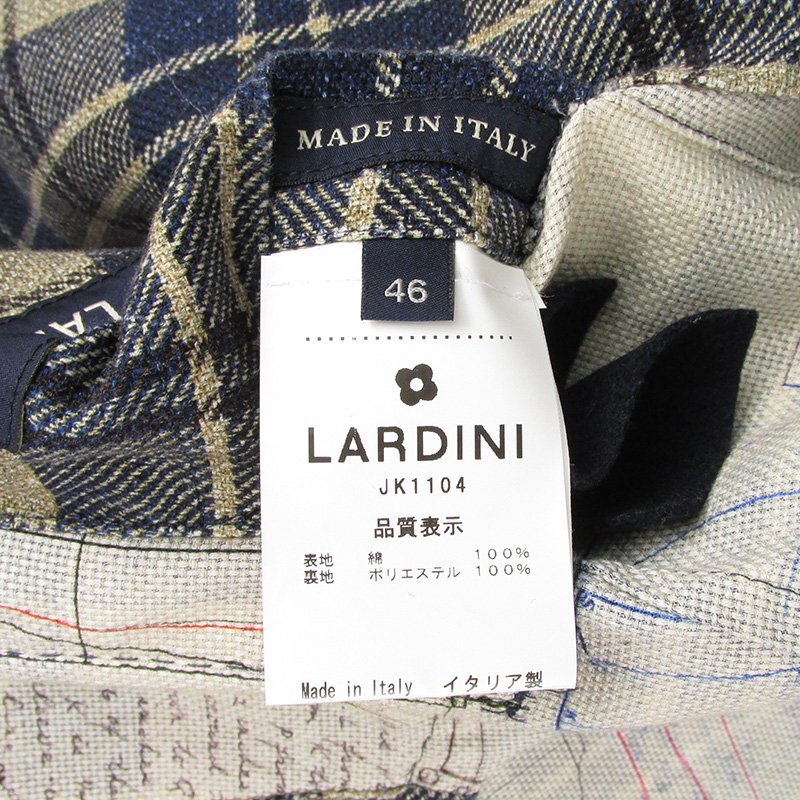 MADE IN ITALY
46
LA
LARDINI
JK1104
品質表示
表地 綿 100%
裏地 ポリエステル 100%
Made in Italy イタリア製